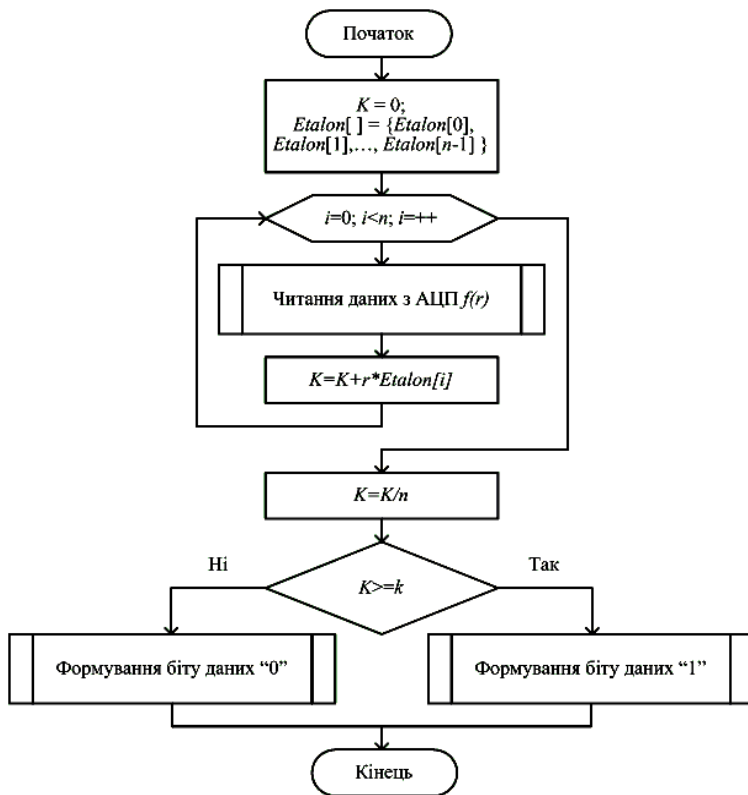 Початок
K = 0;
Etalon[ ] = {Etalon[0],
Etalon[1],..., Etalon[n-1] }
i=0; i<n; i=++
Читання даних з АЦП f(r)
K=K+r*Etalon[i]
K=K/n
Ні
Так
K>=k
Формування біту даних “0”
Формування біту даних “1”
Кінець